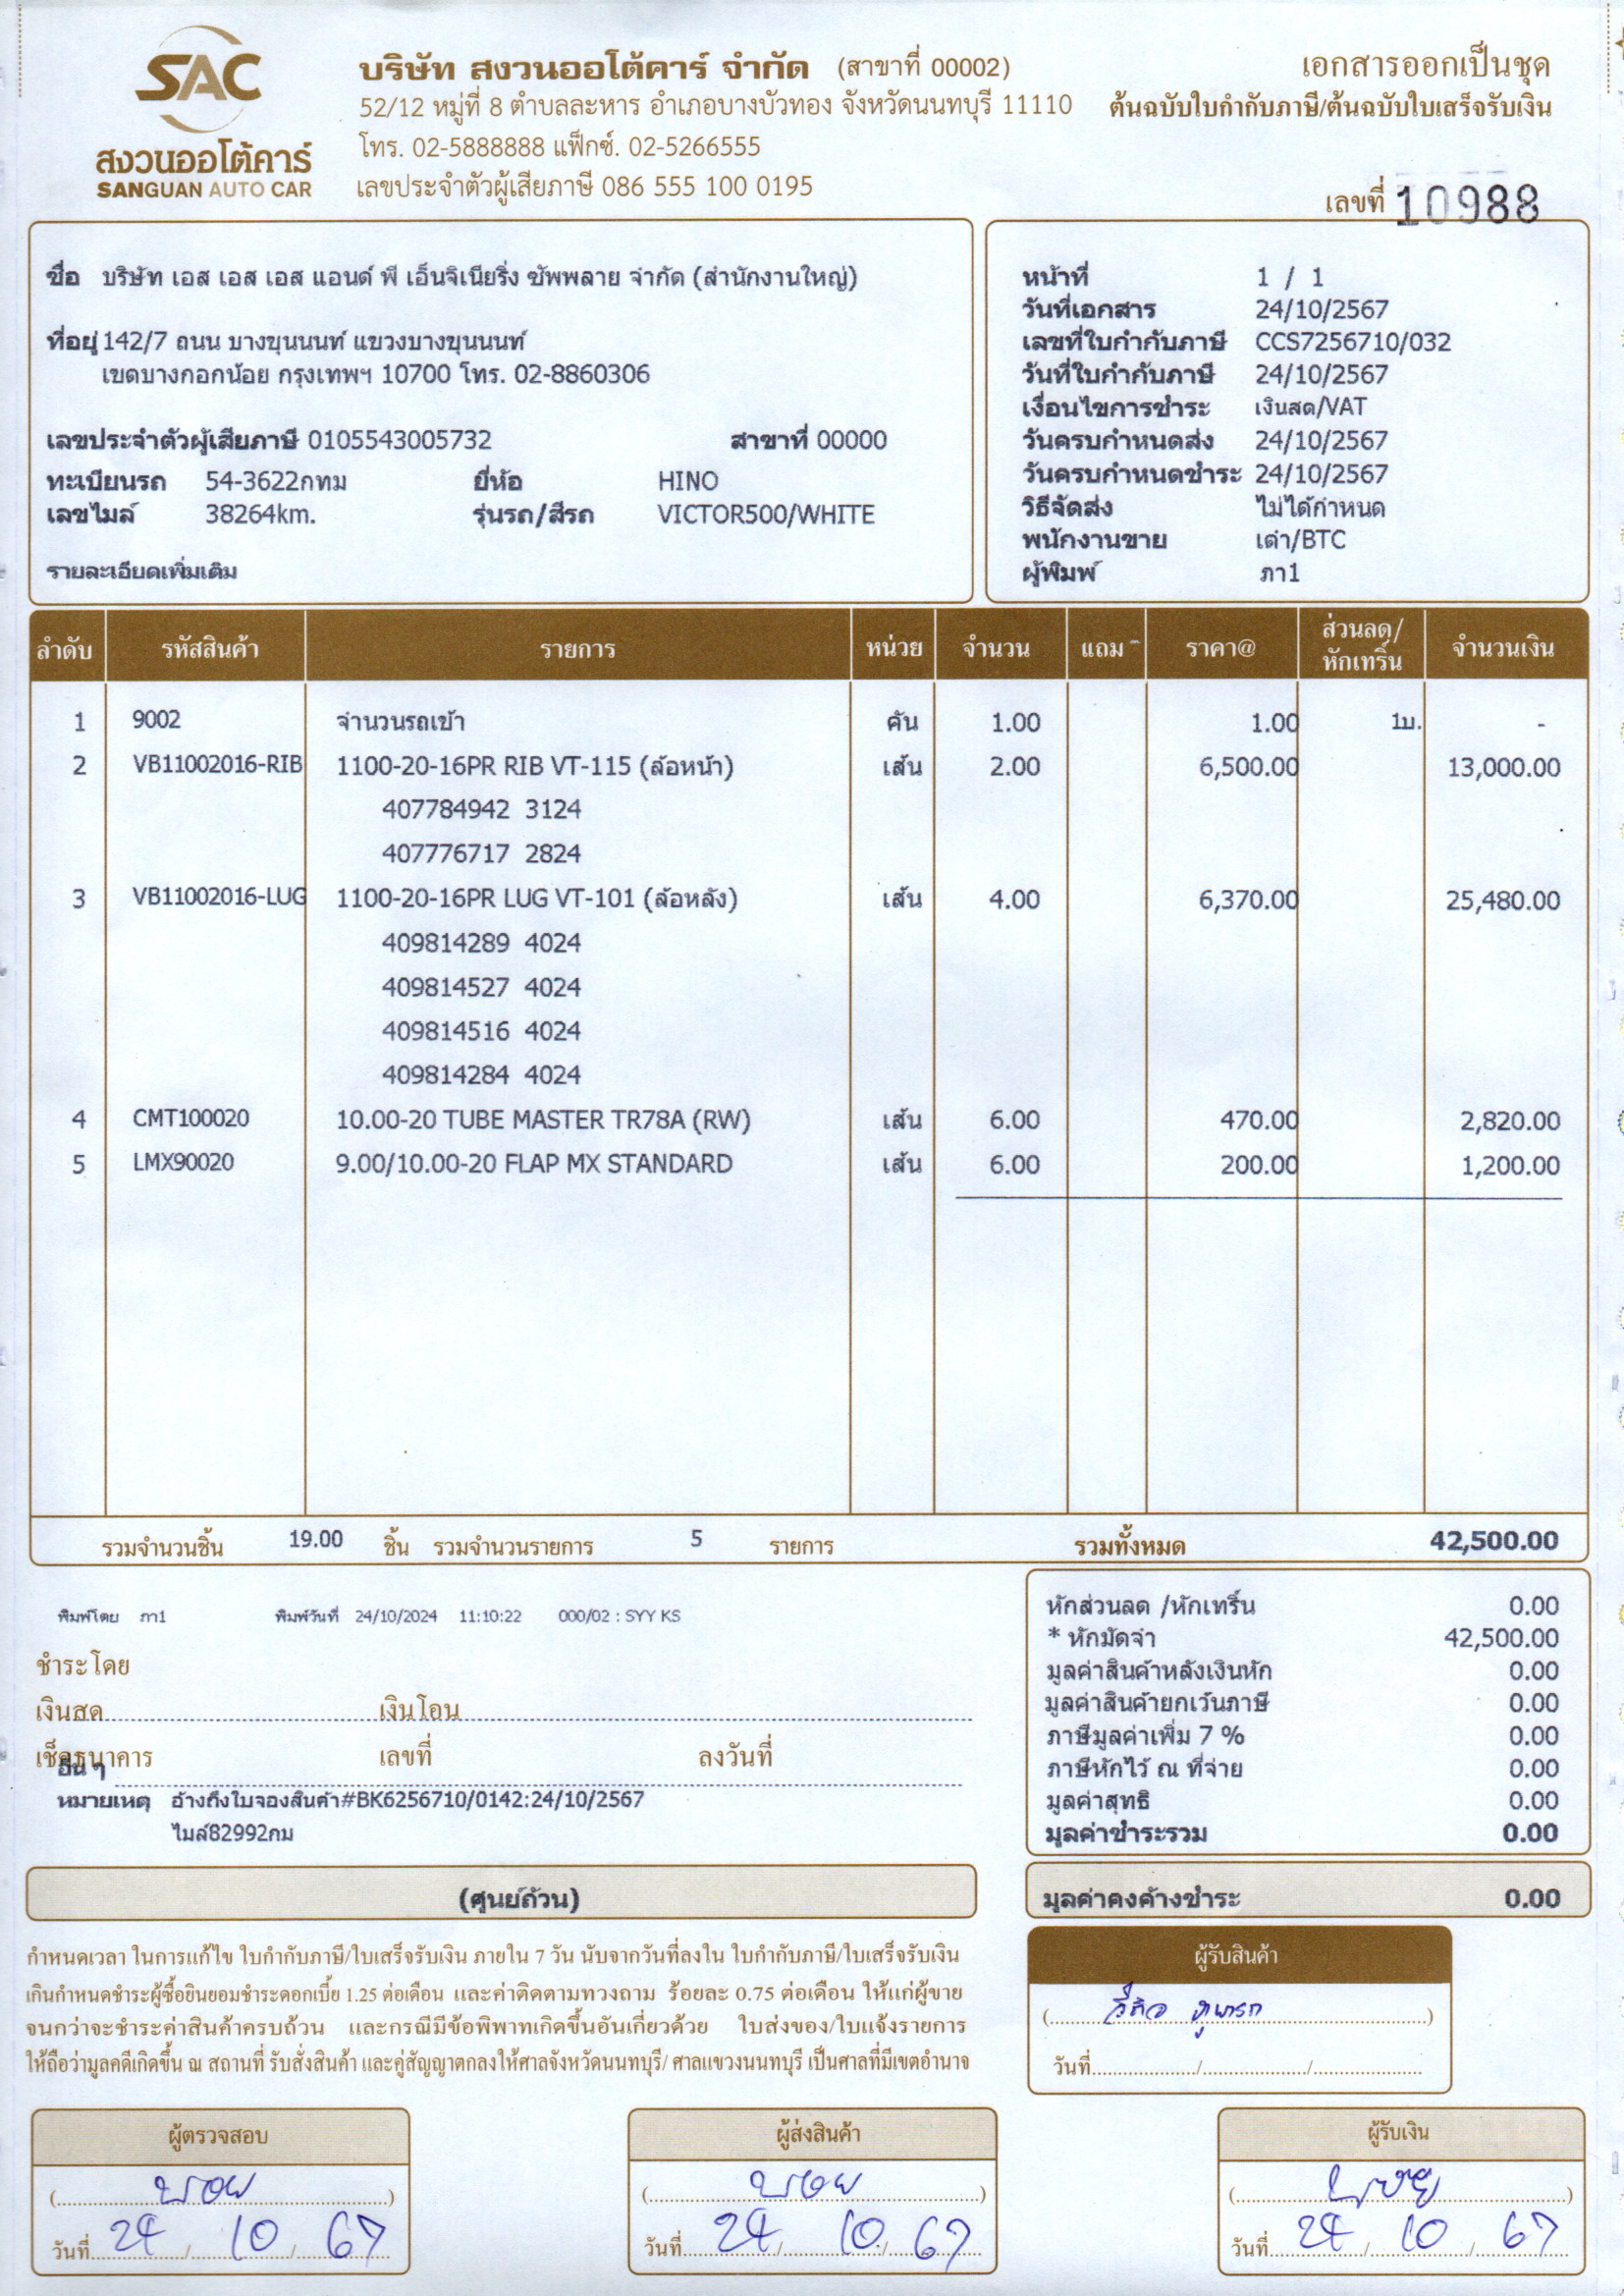 SAC
สงวนออโต้คาร์
SANGUAN AUTO CAR
บริษัท สงวนออโต้คาร์ จำกัด (สาขาที่ 00002)
52/12 หมู่ที่ 8 ตำบลละหาร อำเภอบางบัวทอง จังหวัดนนทบุรี 11110
โทร. 02-5888888 แฟ็กซ์. 02-5266555
เลขประจำตัวผู้เสียภาษี 086 555 100 0195
เอกสารออกเป็นชุด
ต้นฉบับใบกำกับภาษี/ต้นฉบับใบเสร็จรับเงิน
เลขที่ 10988
ชื่อ บริษัท เอส เอส เอส แอนด์ พี เอ็นจิเนียริ่ง ซัพพลาย จำกัด (สำนักงานใหญ่)
ที่อยู่ 142/7 ถนน บางขุนนนท์ แขวงบางขุนนนท์
เขตบางกอกน้อย กรุงเทพฯ 10700 โทร. 02-8860306
เลขประจำตัวผู้เสียภาษี 0105543005732 สาขาที่ 00000
ทะเบียนรถ 54-3622กทม ยี่ห้อ HINO
เลขไมล์ 38264km. รุ่นรถ/สีรถ VICTOR500/WHITE
รายละเอียดเพิ่มเติม
หน้าที่ 1 / 1
วันที่เอกสาร 24/10/2567
เลขที่ใบกำกับภาษี CCS7256710/032
วันที่ใบกำกับภาษี 24/10/2567
เงื่อนไขการชำระ เงินสด/VAT
วันครบกำหนดส่ง 24/10/2567
วันครบกำหนดชำระ 24/10/2567
วิธีจัดส่ง ไม่ได้กำหนด
พนักงานขาย เด่า/BTC
ผู้พิมพ์ ภา1
ลำดับ รหัสสินค้า รายการ หน่วย จำนวน แถม ราคา@ ส่วนลด/หักเทริ์น จำนวนเงิน
1 9002 จำนวนรถเข้า คัน 1.00 1.00 1บ. -
2 VB11002016-RIB 1100-20-16PR RIB VT-115 (ล้อหน้า) เส้น 2.00 6,500.00 13,000.00
407784942 3124
407776717 2824
3 VB11002016-LUG 1100-20-16PR LUG VT-101 (ล้อหลัง) เส้น 4.00 6,370.00 25,480.00
409814289 4024
409814527 4024
409814516 4024
409814284 4024
4 CMT100020 10.00-20 TUBE MASTER TR78A (RW) เส้น 6.00 470.00 2,820.00
5 LMX90020 9.00/10.00-20 FLAP MX STANDARD เส้น 6.00 200.00 1,200.00
รวมจำนวนชิ้น 19.00 ชิ้น รวมจำนวนรายการ 5 รายการ รวมทั้งหมด 42,500.00
พิมพ์โดย ภา1 พิมพ์วันที่ 24/10/2024 11:10:22 000/02 : SYY KS
ชำระโดย
เงินสด เงินโอน
เช็คธนาคาร เลขที่ ลงวันที่
อื่น ๆ
หมายเหตุ อ้างถึงใบจองสินค้า#BK6256710/0142:24/10/2567
ไมล์82992กม
หักส่วนลด /หักเทริ์น 0.00
* หักมัดจำ 42,500.00
มูลค่าสินค้าหลังเงินหัก 0.00
มูลค่าสินค้ายกเว้นภาษี 0.00
ภาษีมูลค่าเพิ่ม 7 % 0.00
ภาษีหักไว้ ณ ที่จ่าย 0.00
มูลค่าสุทธิ 0.00
มูลค่าชำระรวม 0.00
(ศูนย์ถ้วน)
มูลค่าคงค้างชำระ 0.00
กำหนดเวลา ในการแก้ไข ใบกำกับภาษี/ใบเสร็จรับเงิน ภายใน 7 วัน นับจากวันที่ลงใน ใบกำกับภาษี/ใบเสร็จรับเงิน
เกินกำหนดชำระผู้ซื้อยินยอมชำระดอกเบี้ย 1.25 ต่อเดือน และค่าติดตามทวงถาม ร้อยละ 0.75 ต่อเดือน ให้แก่ผู้ขาย
จนกว่าจะชำระค่าสินค้าครบถ้วน และกรณีมีข้อพิพาทเกิดขึ้นอันเกี่ยวด้วย ใบส่งของ/ใบแจ้งรายการ
ให้ถือว่ามูลคดีเกิดขึ้น ณ สถานที่ รับสั่งสินค้า และคู่สัญญาตกลงให้ศาลจังหวัดนนทบุรี/ ศาลแขวงนนทบุรี เป็นศาลที่มีเขตอำนาจ
ผู้รับสินค้า
วันที่
ผู้ตรวจสอบ ผู้ส่งสินค้า ผู้รับเงิน
วันที่ 24 / 10 / 67 วันที่ 24 / 10 / 67 วันที่ 24 / 10 / 67